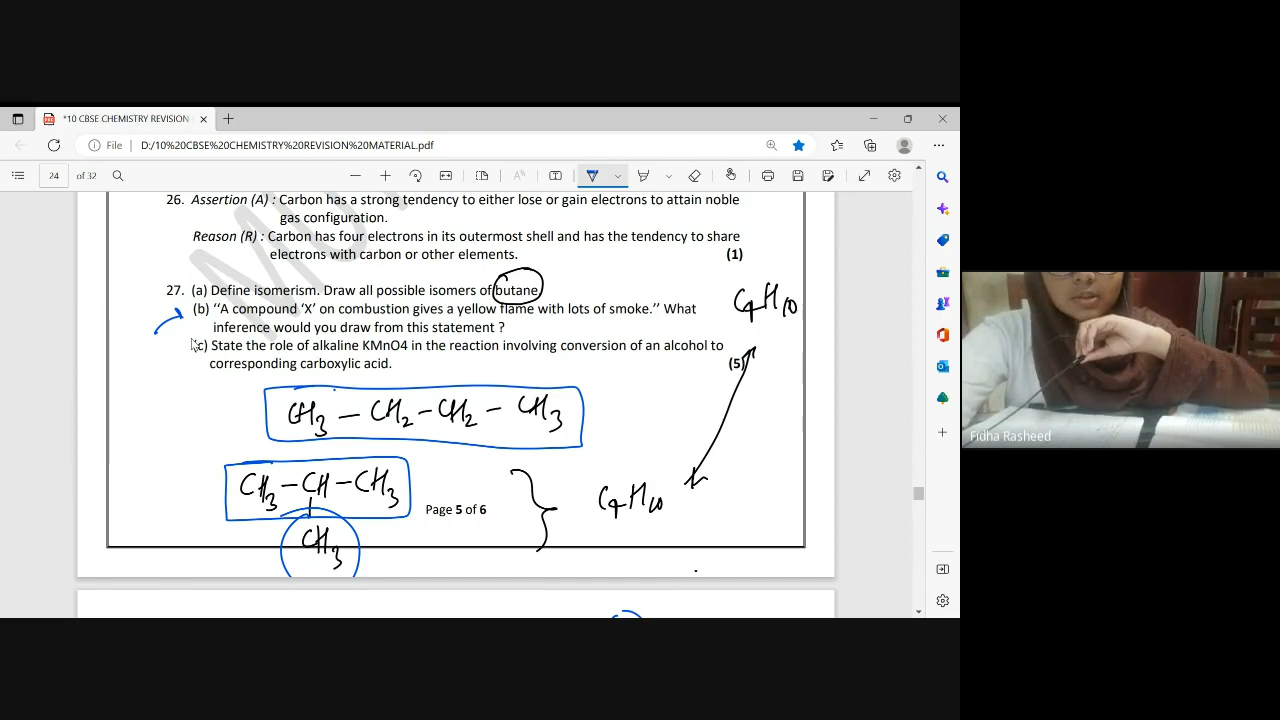 *10 CBSE CHEMISTRY REVISION
File D:/10%20CBSE%20CHEMISTRY%20REVISION%20MATERIAL.pdf
24 of 32
26. Assertion (A) : Carbon has a strong tendency to either lose or gain electrons to attain noble
gas configuration.
Reason (R) : Carbon has four electrons in its outermost shell and has the tendency to share
electrons with carbon or other elements. (1)
27. (a) Define isomerism. Draw all possible isomers of butane
(b) ‘‘A compound ‘X’ on combustion gives a yellow flame with lots of smoke.’’ What
inference would you draw from this statement ?
(c) State the role of alkaline KMnO4 in the reaction involving conversion of an alcohol to
corresponding carboxylic acid. (5)
C4H10
CH3 – CH2 – CH2 – CH3
CH3 – CH – CH3
CH3
C4H10
Page 5 of 6
Fidha Rasheed